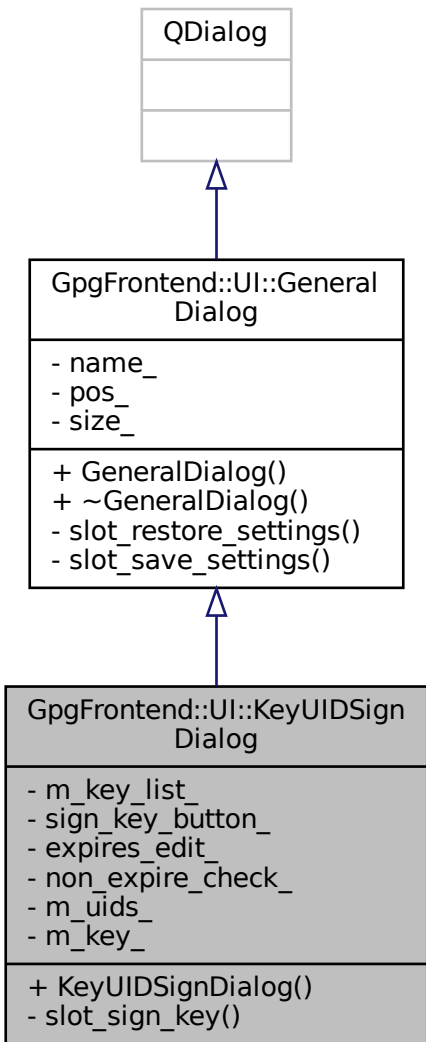 QDialog
GpgFrontend::UI::General
Dialog
- name_
- pos_
- size_
+ GeneralDialog()
+ ~GeneralDialog()
- slot_restore_settings()
- slot_save_settings()
GpgFrontend::UI::KeyUIDSign
Dialog
- m_key_list_
- sign_key_button_
- expires_edit_
- non_expire_check_
- m_uids_
- m_key_
+ KeyUIDSignDialog()
- slot_sign_key()